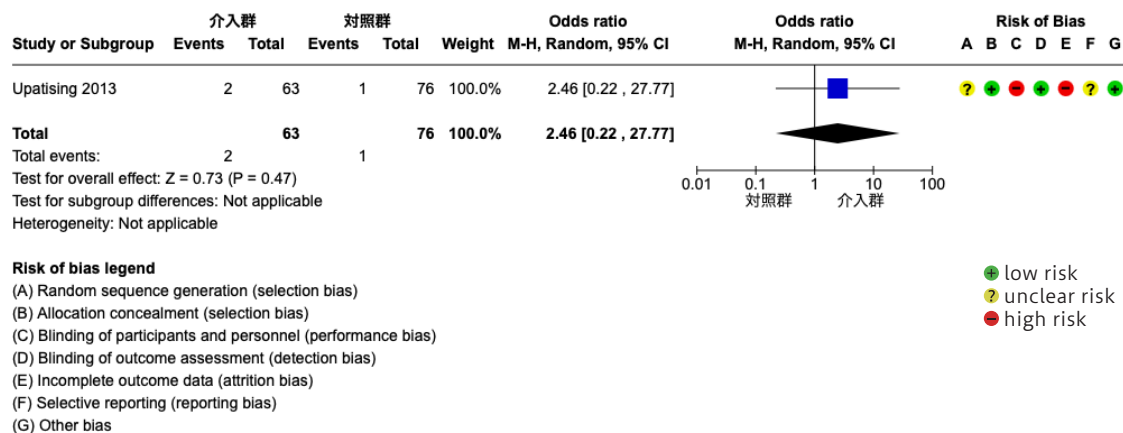 介入群 対照群 Odds ratio Odds ratio Risk of Bias
Study or Subgroup Events Total Events Total Weight M-H, Random, 95% CI M-H, Random, 95% CI A B C D E F G
Upatising 2013 2 63 1 76 100.0% 2.46 [0.22 , 27.77] ? + − + − ? +
Total 63 76 100.0% 2.46 [0.22 , 27.77]
Total events: 2 1
Test for overall effect: Z = 0.73 (P = 0.47)
0.01 0.1 1 10 100
Test for subgroup differences: Not applicable
対照群 介入群
Heterogeneity: Not applicable
Risk of bias legend
(A) Random sequence generation (selection bias)
(B) Allocation concealment (selection bias)
(C) Blinding of participants and personnel (performance bias)
(D) Blinding of outcome assessment (detection bias)
(E) Incomplete outcome data (attrition bias)
(F) Selective reporting (reporting bias)
(G) Other bias
+ low risk
? unclear risk
− high risk